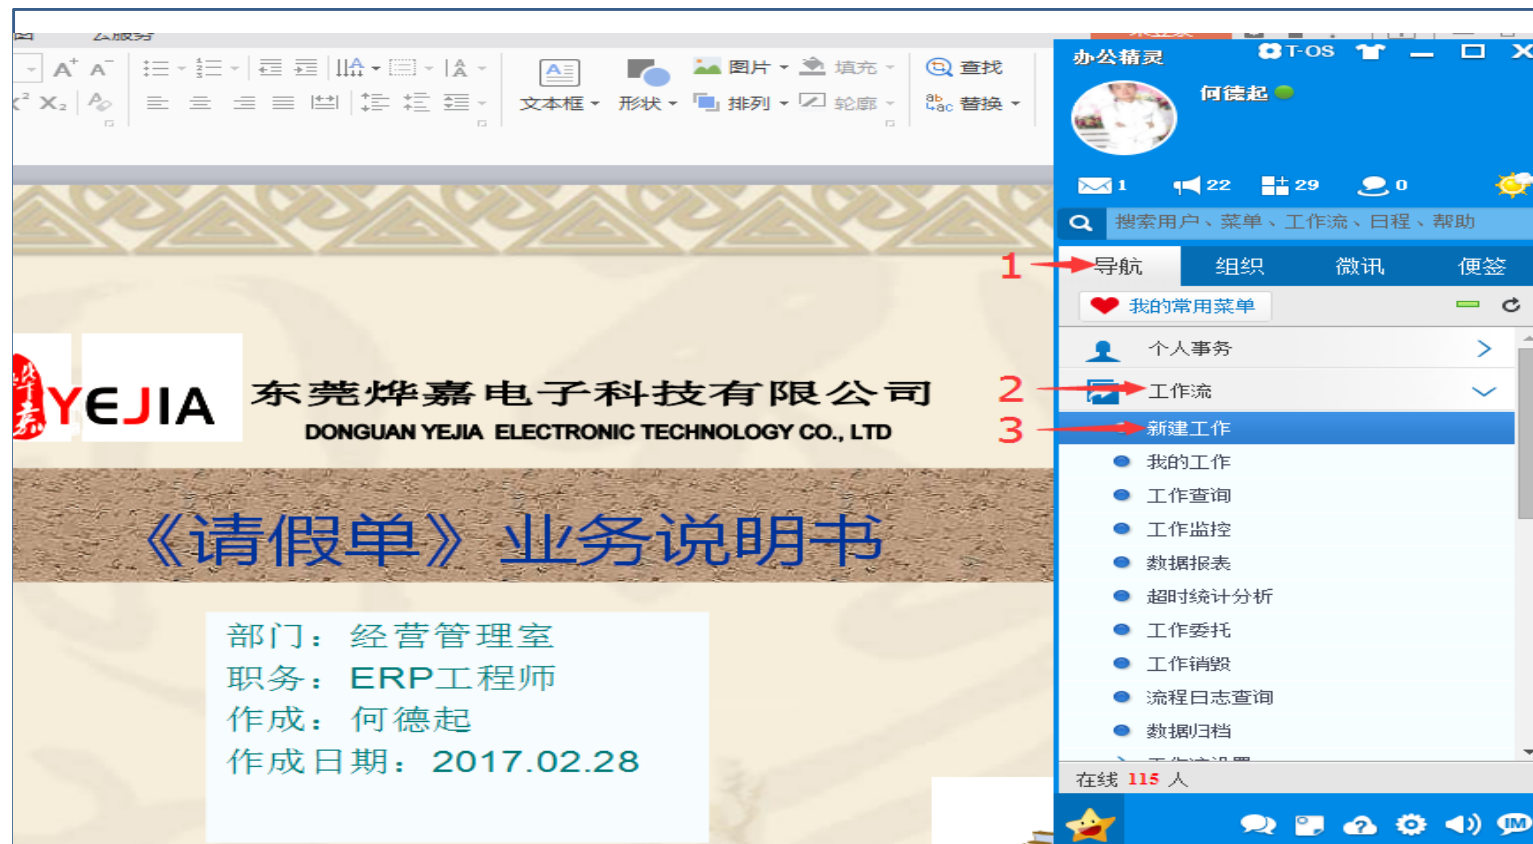 云服务
A+ A-
文本框
形状
图片
排列
填充
轮廓
查找
替换
X₂
办公精灵
T-OS
何德起
1
22
29
0
搜索用户、菜单、工作流、日程、帮助
1
导航
组织
微讯
便签
我的常用菜单
个人事务
2
工作流
3
新建工作
我的工作
工作查询
工作监控
数据报表
超时统计分析
工作委托
工作销毁
流程日志查询
数据归档
在线 115 人
IM
YEJIA
东莞烨嘉电子科技有限公司
DONGUAN YEJIA ELECTRONIC TECHNOLOGY CO., LTD
《请假单》业务说明书
部门：经营管理室
职务：ERP工程师
作成：何德起
作成日期：2017.02.28